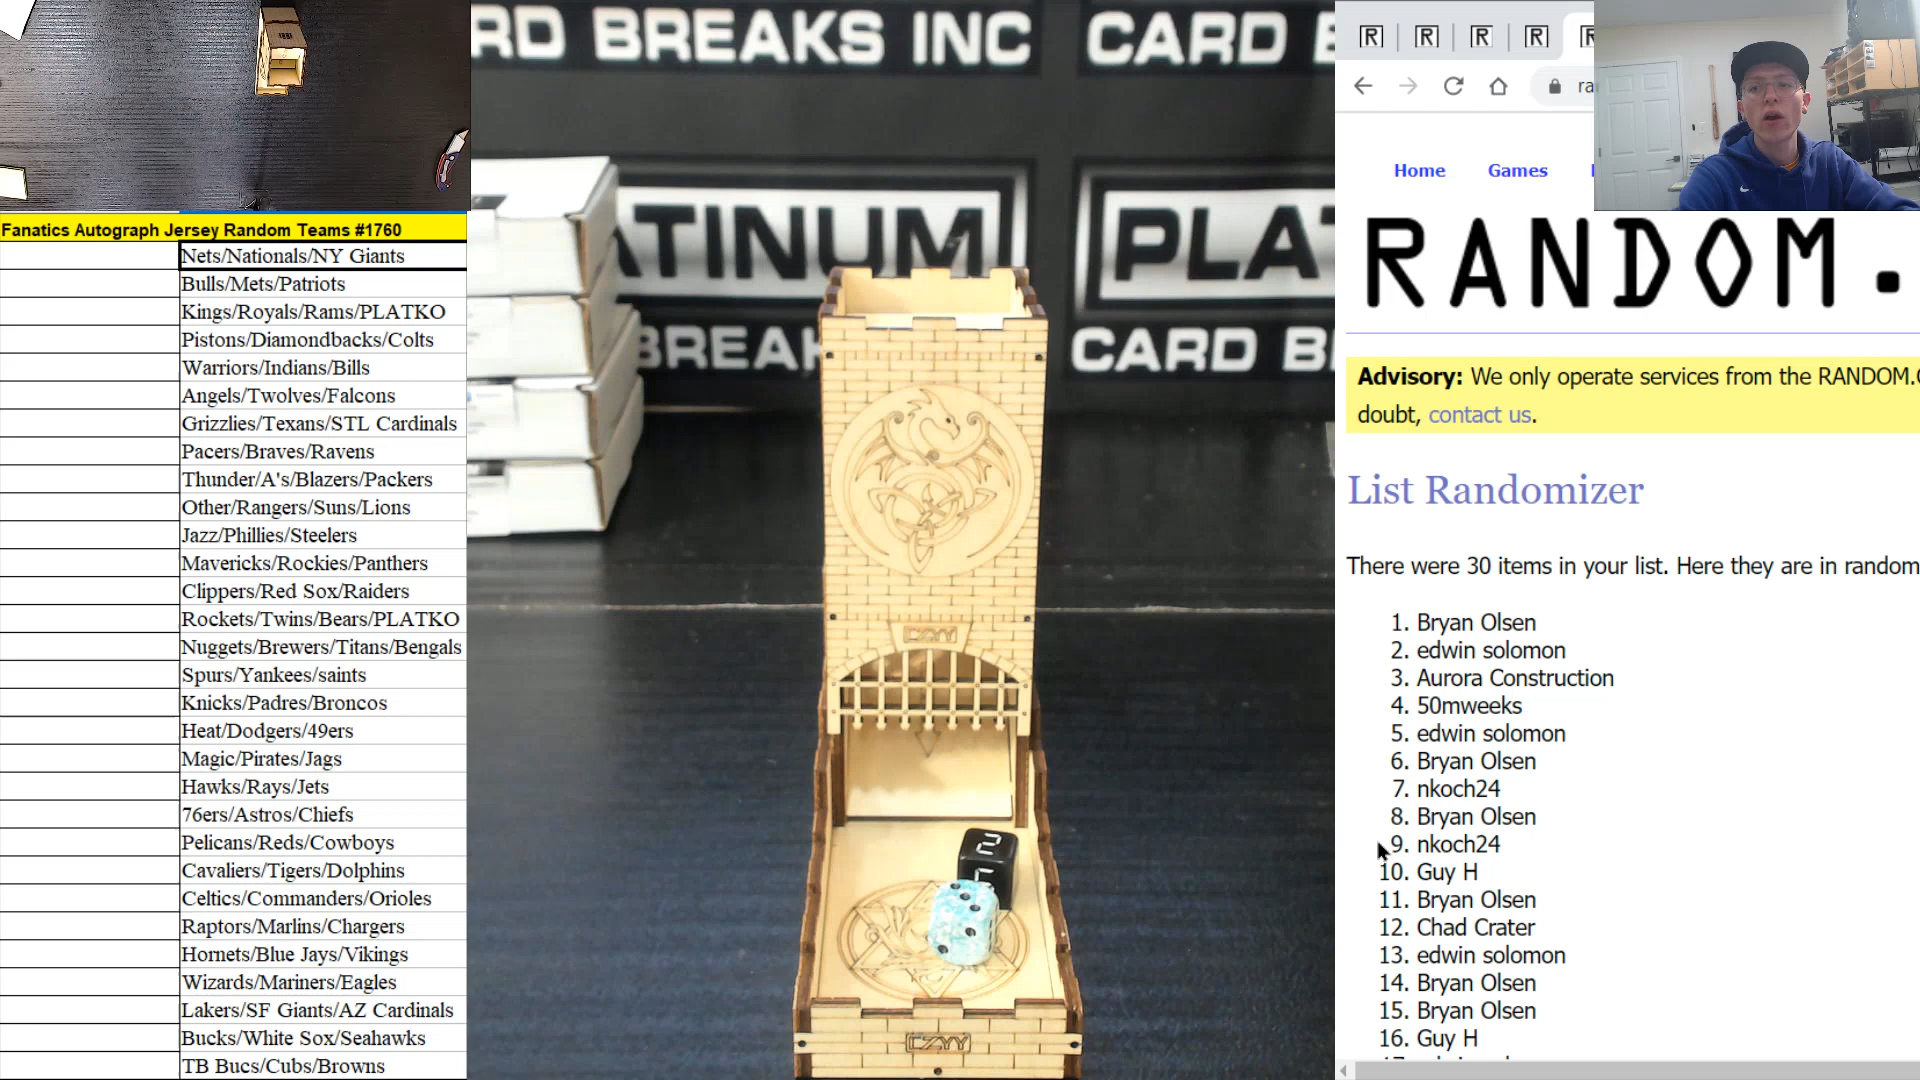 Fanatics Autograph Jersey Random Teams #1760
Nets/Nationals/NY Giants
Bulls/Mets/Patriots
Kings/Royals/Rams/PLATKO
Pistons/Diamondbacks/Colts
Warriors/Indians/Bills
Angels/Twolves/Falcons
Grizzlies/Texans/STL Cardinals
Pacers/Braves/Ravens
Thunder/A's/Blazers/Packers
Other/Rangers/Suns/Lions
Jazz/Phillies/Steelers
Mavericks/Rockies/Panthers
Clippers/Red Sox/Raiders
Rockets/Twins/Bears/PLATKO
Nuggets/Brewers/Titans/Bengals
Spurs/Yankees/saints
Knicks/Padres/Broncos
Heat/Dodgers/49ers
Magic/Pirates/Jags
Hawks/Rays/Jets
76ers/Astros/Chiefs
Pelicans/Reds/Cowboys
Cavaliers/Tigers/Dolphins
Celtics/Commanders/Orioles
Raptors/Marlins/Chargers
Hornets/Blue Jays/Vikings
Wizards/Mariners/Eagles
Lakers/SF Giants/AZ Cardinals
Bucks/White Sox/Seahawks
TB Bucs/Cubs/Browns
RD BREAKS INC CARD B
ATINUM PLA
BREA CARD B
CZYY
2
CZYY
R R R R R
ra
Home Games
RANDOM.
Advisory: We only operate services from the RANDOM.
doubt, contact us.
List Randomizer
There were 30 items in your list. Here they are in random
1. Bryan Olsen
2. edwin solomon
3. Aurora Construction
4. 50mweeks
5. edwin solomon
6. Bryan Olsen
7. nkoch24
8. Bryan Olsen
9. nkoch24
10. Guy H
11. Bryan Olsen
12. Chad Crater
13. edwin solomon
14. Bryan Olsen
15. Bryan Olsen
16. Guy H